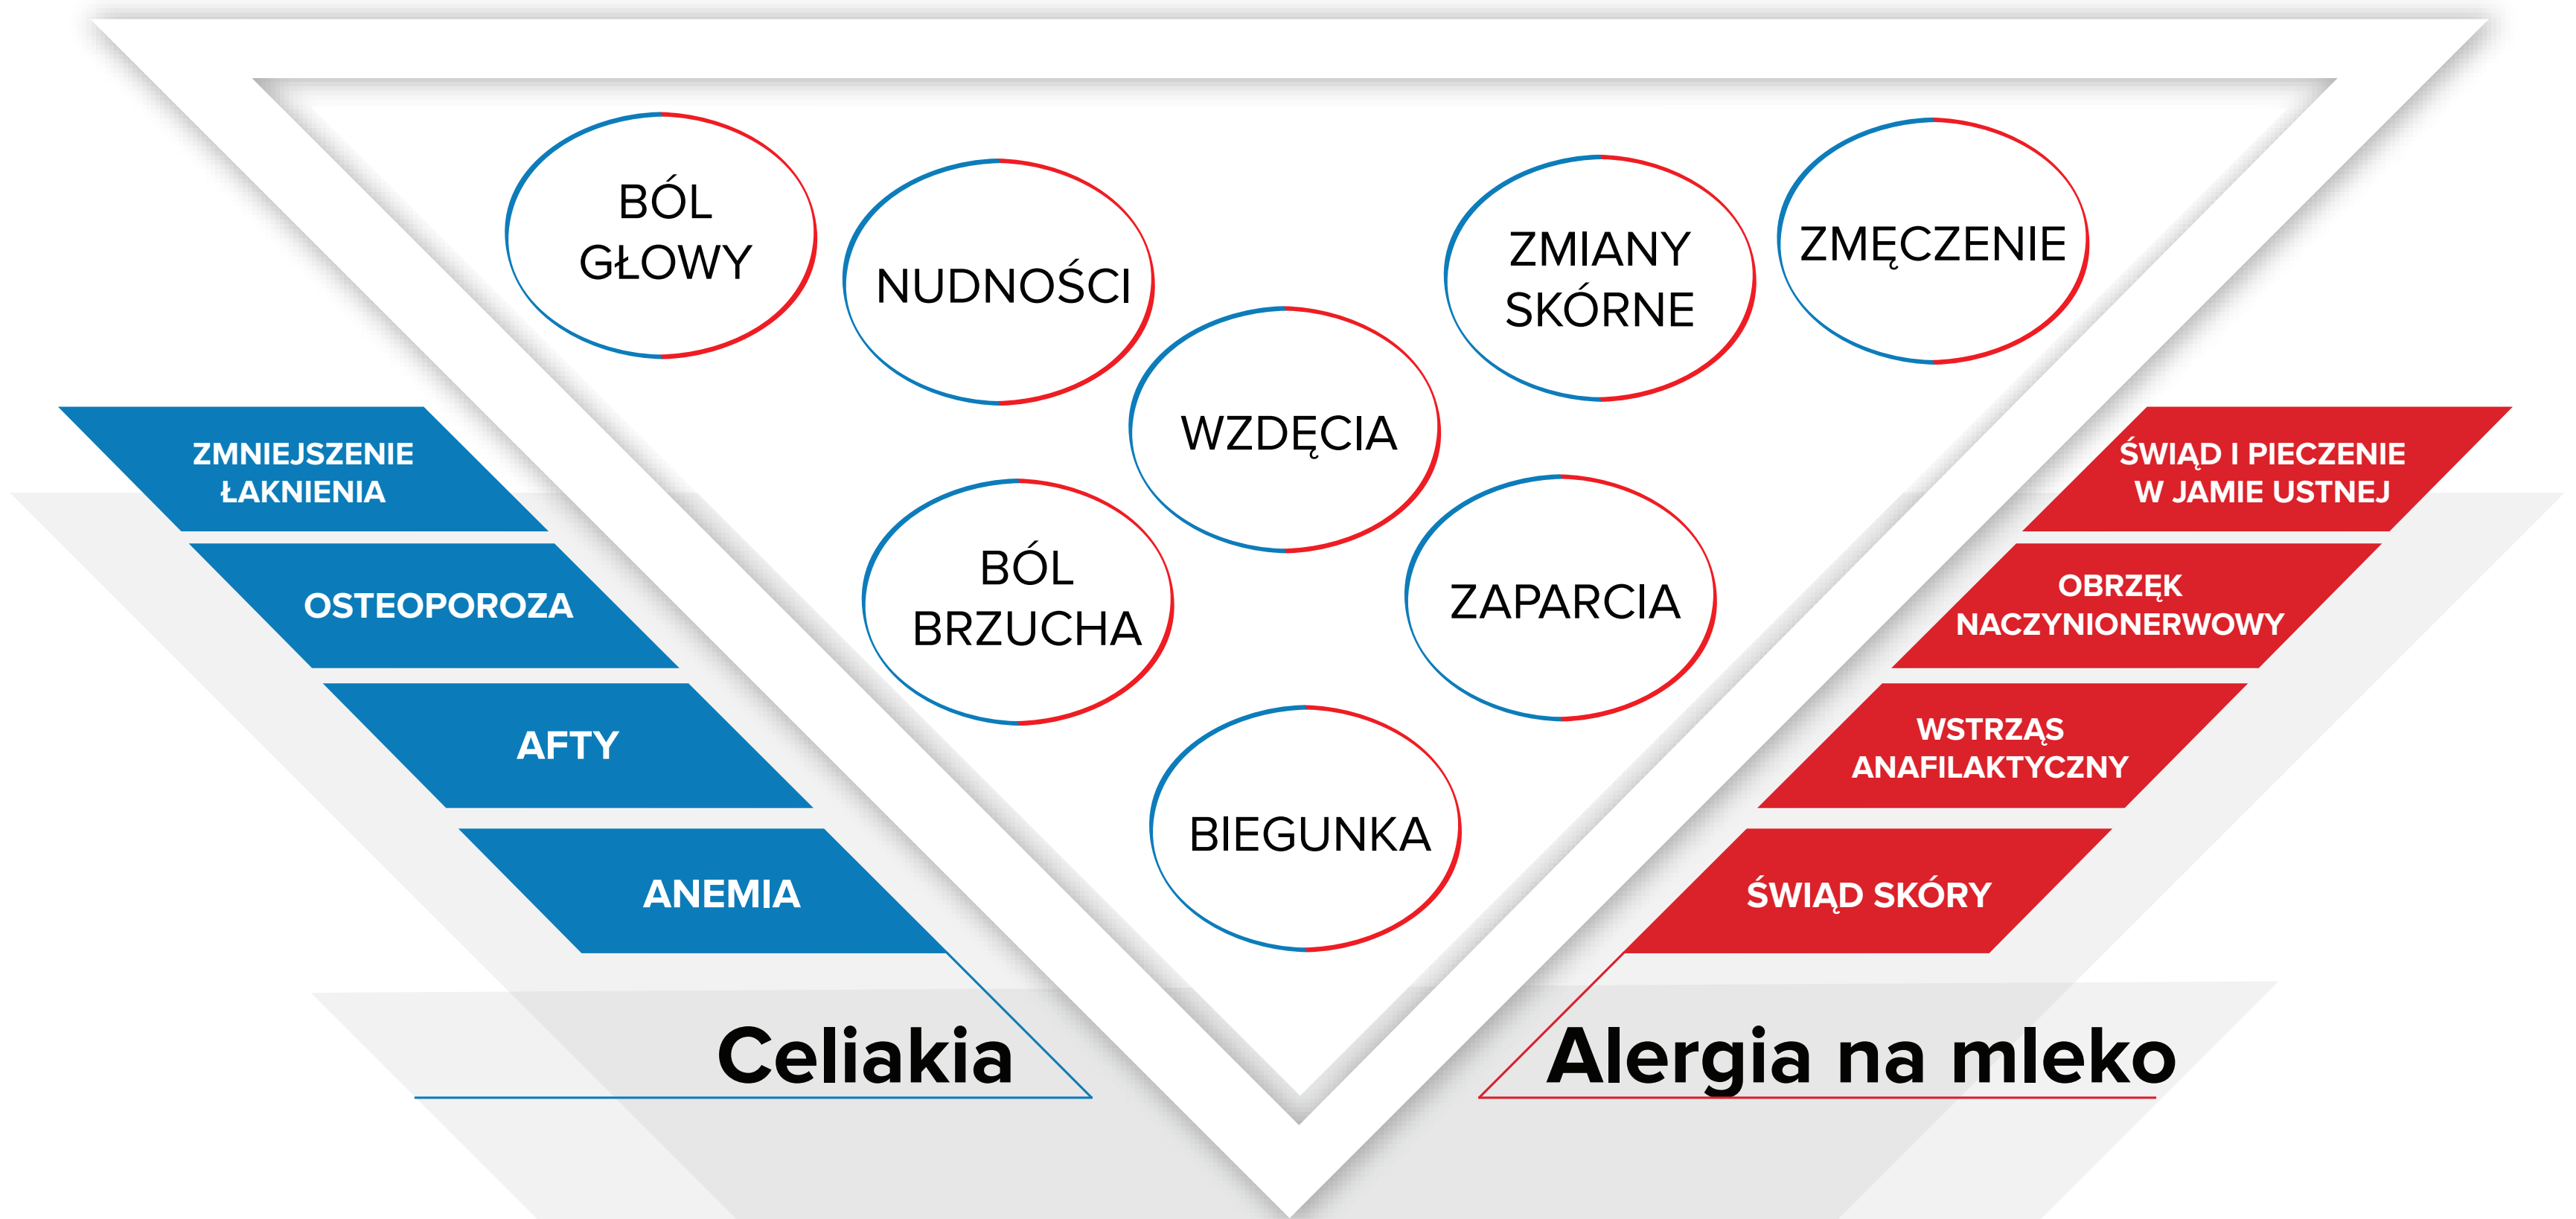 BÓL
GŁOWY
NUDNOŚCI
ZMIANY
SKÓRNE
ZMĘCZENIE
WZDĘCIA
BÓL
BRZUCHA
ZAPARCIA
BIEGUNKA
ZMNIEJSZENIE
ŁAKNIENIA
OSTEOPOROZA
AFTY
ANEMIA
Celiakia
ŚWIĄD I PIECZENIE
W JAMIE USTNEJ
OBRZĘK
NACZYNIONERWOWY
WSTRZĄS
ANAFILAKTYCZNY
ŚWIĄD SKÓRY
Alergia na mleko